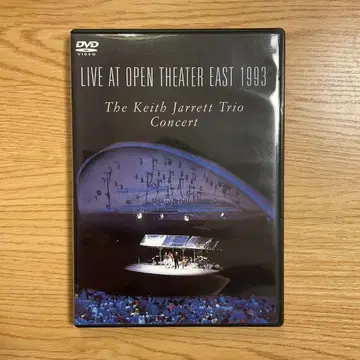 DVD
VIDEO
LIVE AT OPEN THEATER EAST 1993
The Keith Jarrett Trio
Concert